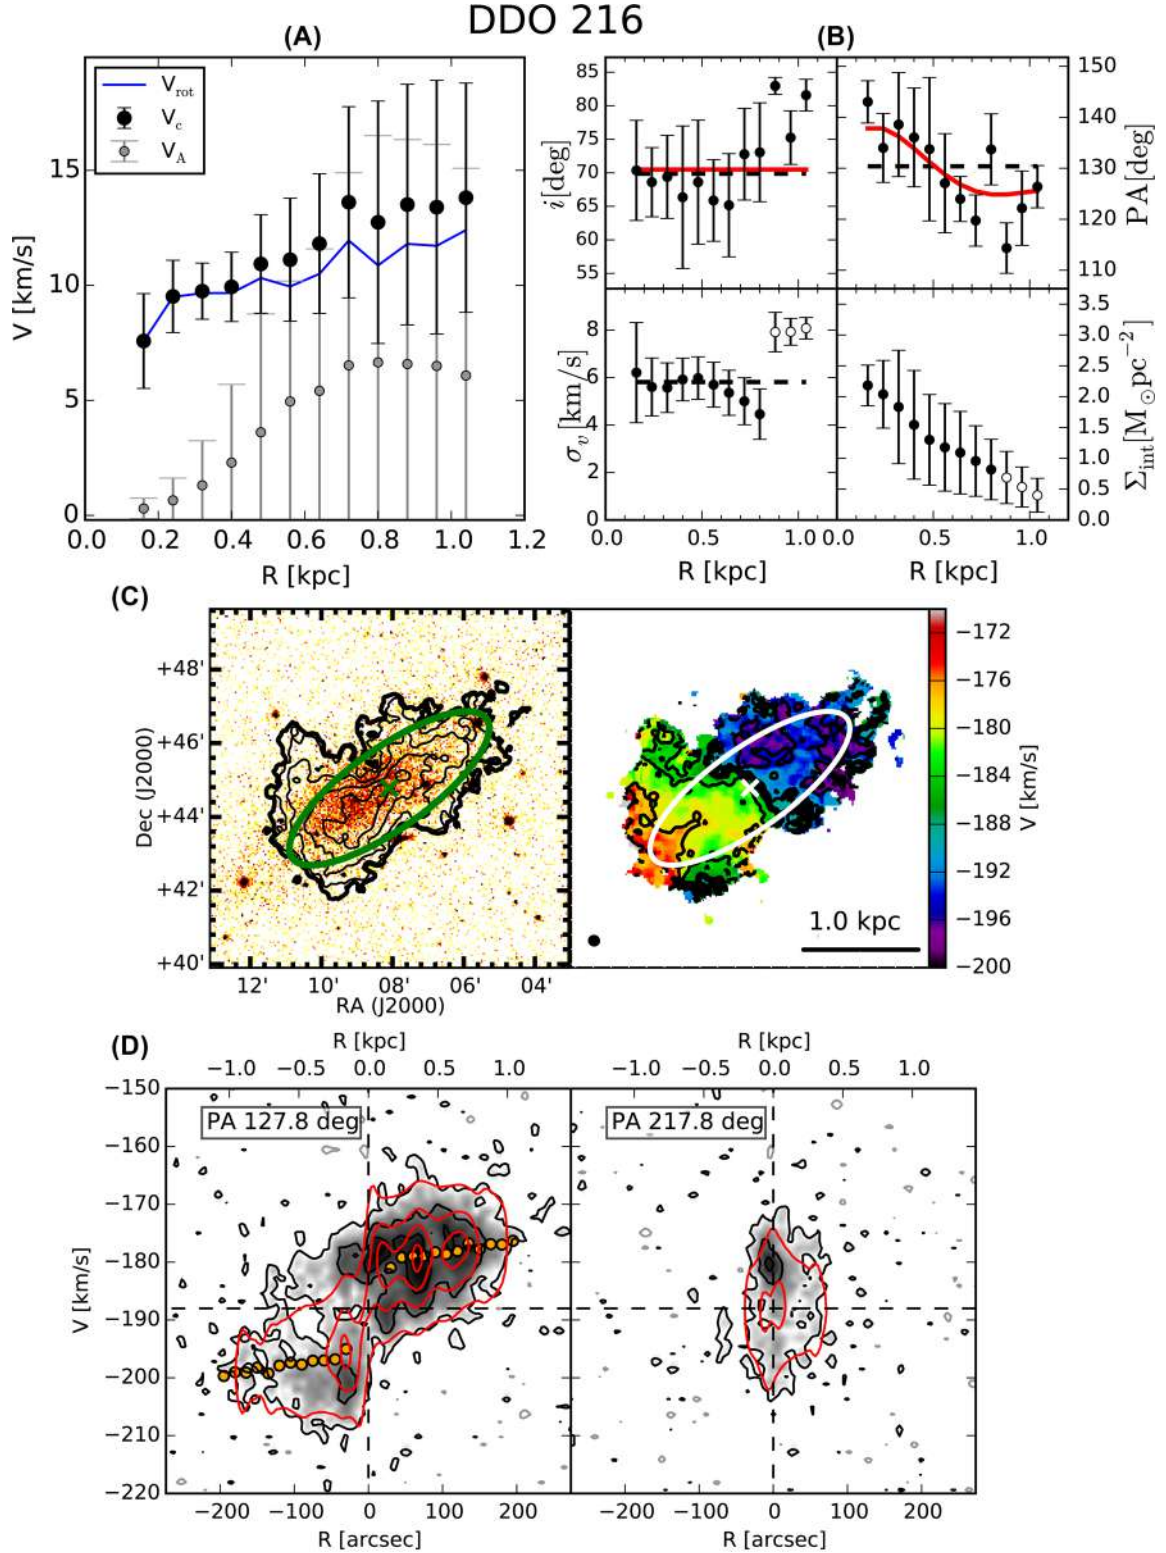 DDO 216
(A)
(B)
V_rot
V_c
V_A
15
10
5
0
V [km/s]
0.0 0.2 0.4 0.6 0.8 1.0 1.2
R [kpc]
85
80
75
70
65
60
55
i[deg]
150
140
130
120
110
PA[deg]
8
6
4
2
0
σ_v[km/s]
3.5
3.0
2.5
2.0
1.5
1.0
0.5
0.0
Σ_int[M_⊙pc^−2]
0.0 0.5 1.0
R [kpc]
0.5 1.0
R [kpc]
(C)
+48'
+46'
+44'
+42'
+40'
Dec (J2000)
12' 10' 08' 06' 04'
RA (J2000)
1.0 kpc
−172
−176
−180
−184
−188
−192
−196
−200
V [km/s]
(D)
R [kpc]
−1.0 −0.5 0.0 0.5 1.0
R [kpc]
−1.0 −0.5 0.0 0.5 1.0
PA 127.8 deg
PA 217.8 deg
−150
−160
−170
−180
−190
−200
−210
−220
V [km/s]
−200 −100 0 100 200
R [arcsec]
−200 −100 0 100 200
R [arcsec]